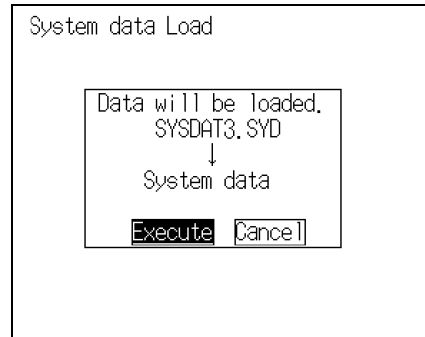 System data Load
Data will be loaded.
SYSDAT3.SYD
↓
System data
Execute Cancel